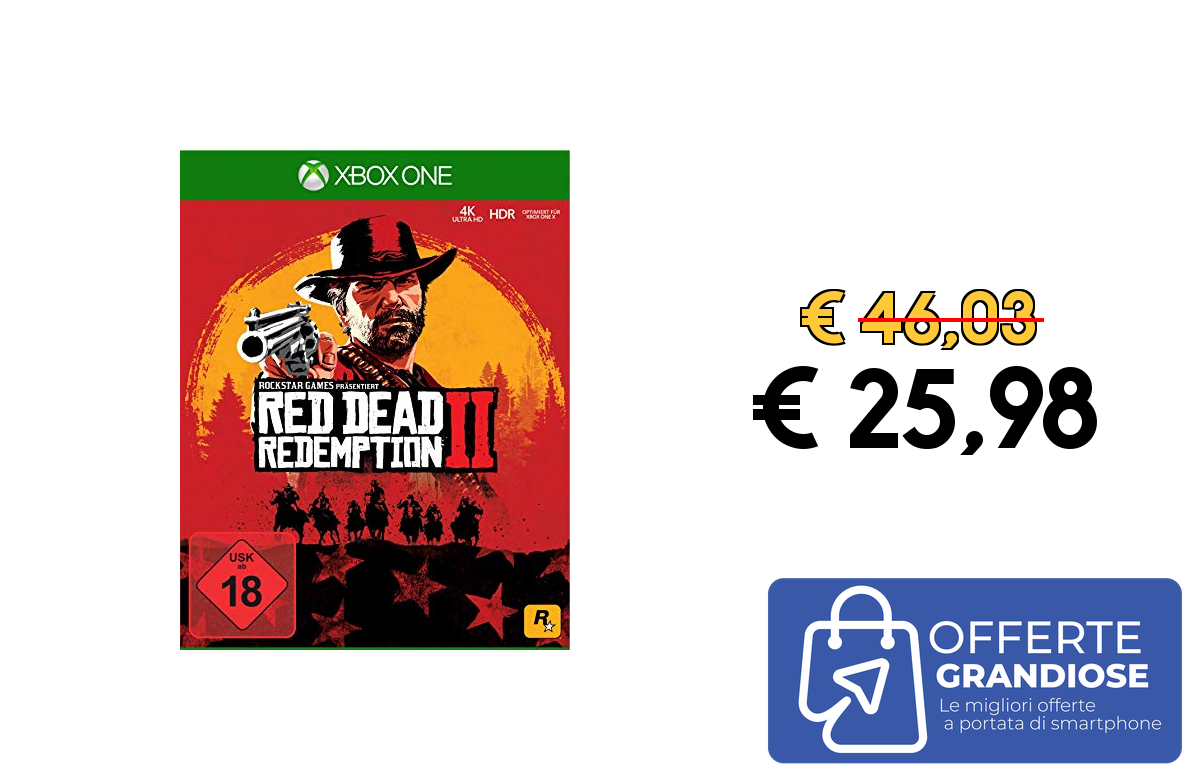 XBOX ONE
4K
ULTRA HD
HDR
OPTIMIERT FÜR
XBOX ONE X
ROCKSTAR GAMES PRÄSENTIERT
RED DEAD
REDEMPTION II
USK
ab
18
R
€ 46,03
€ 25,98
OFFERTE
GRANDIOSE
Le migliori offerte
a portata di smartphone